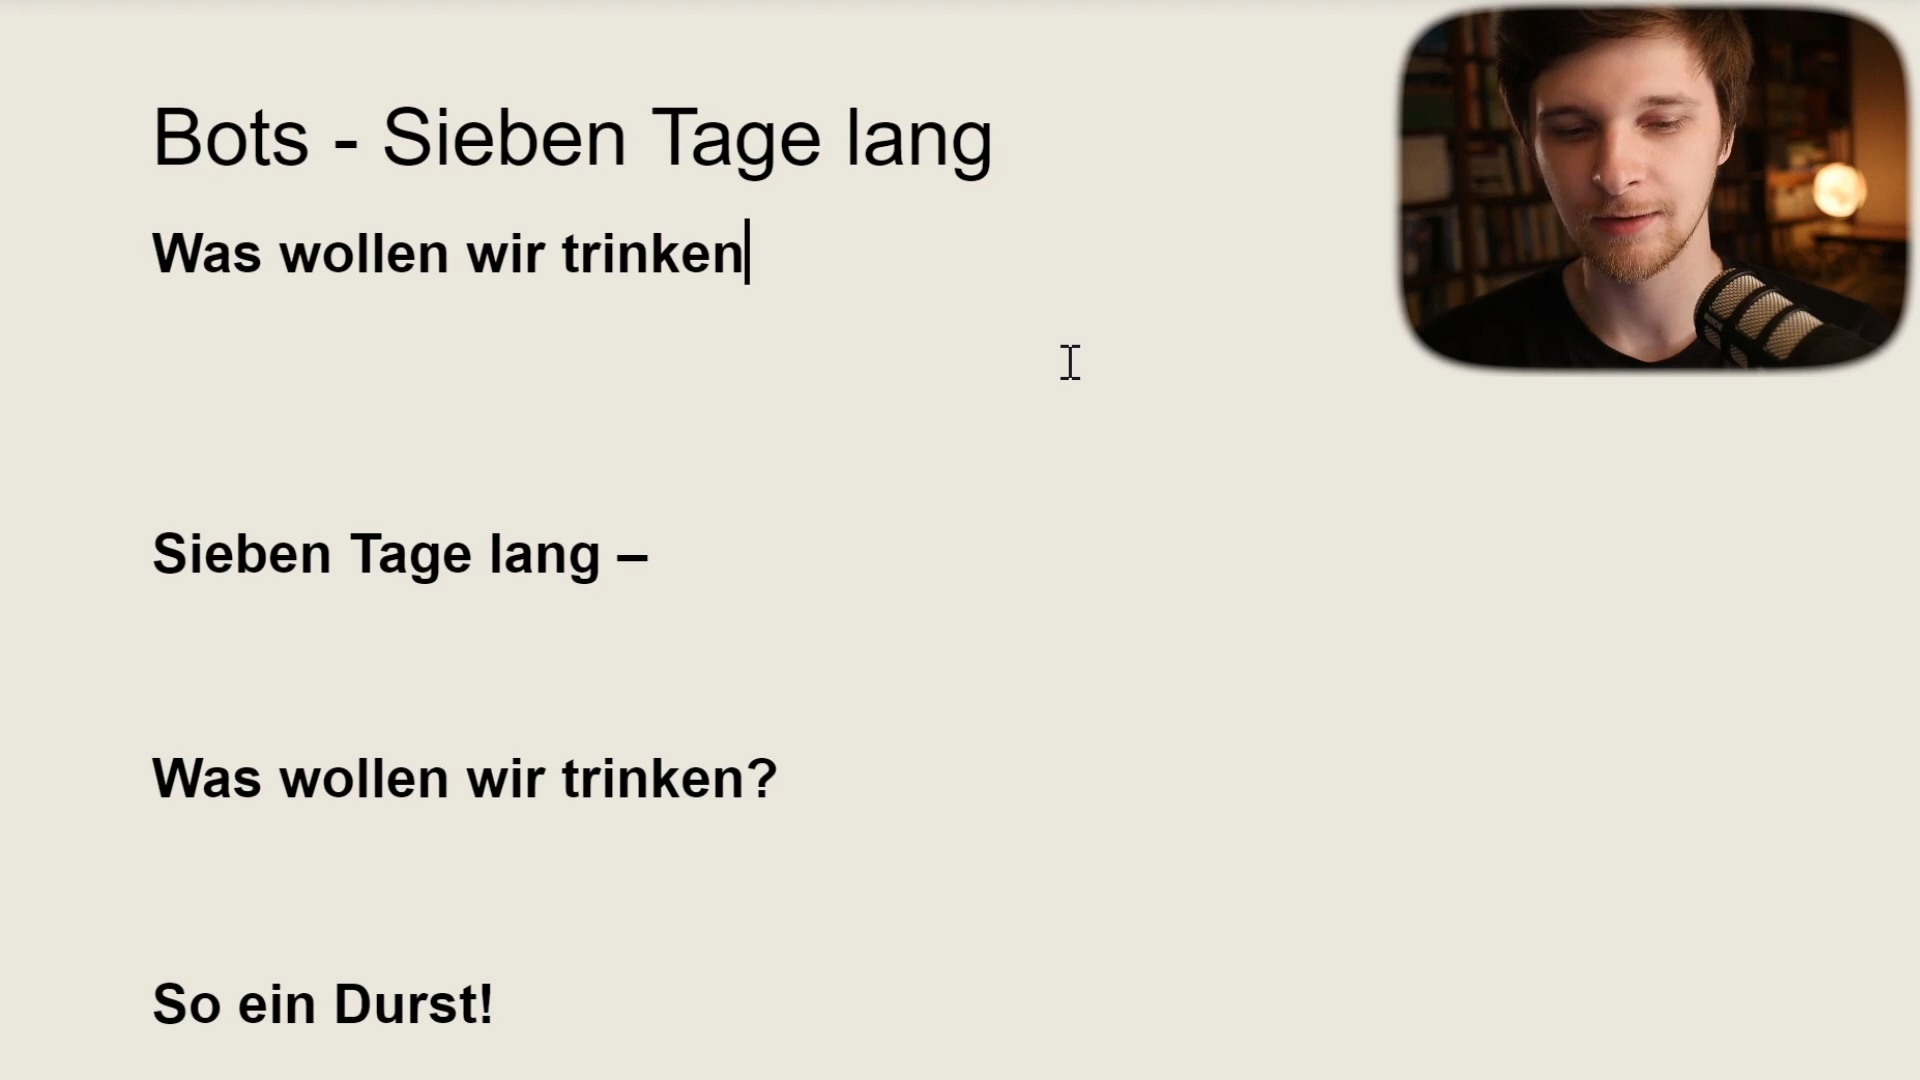 Bots - Sieben Tage lang
Was wollen wir trinken
Sieben Tage lang –
Was wollen wir trinken?
So ein Durst!